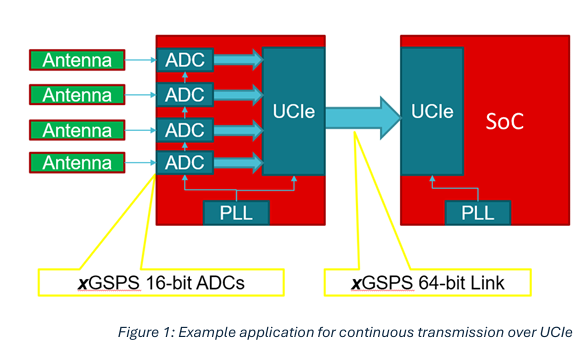 Antenna
ADC
Antenna
ADC
Antenna
ADC
Antenna
ADC
UCIe
PLL
UCIe
SoC
PLL
xGSPS 16-bit ADCs
xGSPS 64-bit Link
Figure 1: Example application for continuous transmission over UCIe